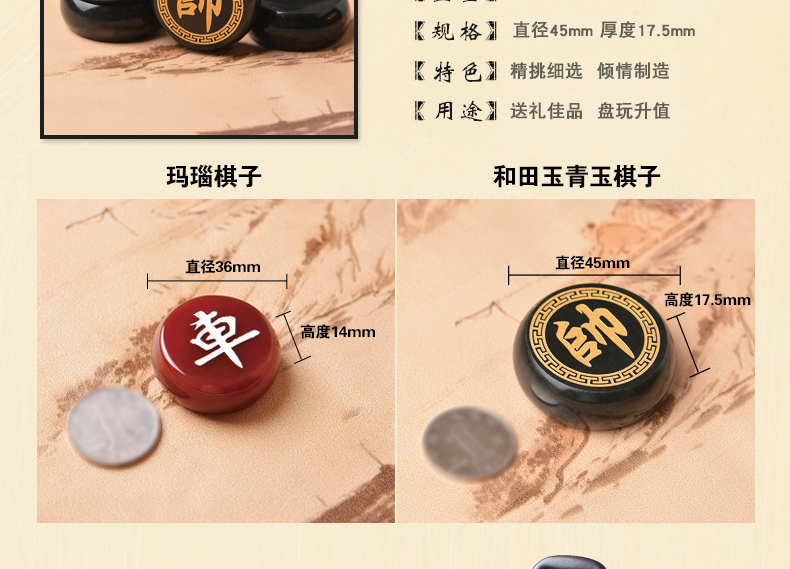 帥
【规格】 直径45mm 厚度17.5mm
【特色】 精挑细选 倾情制造
【用途】 送礼佳品 盘玩升值
玛瑙棋子
和田玉青玉棋子
直径36mm
高度14mm
車
直径45mm
高度17.5mm
帥